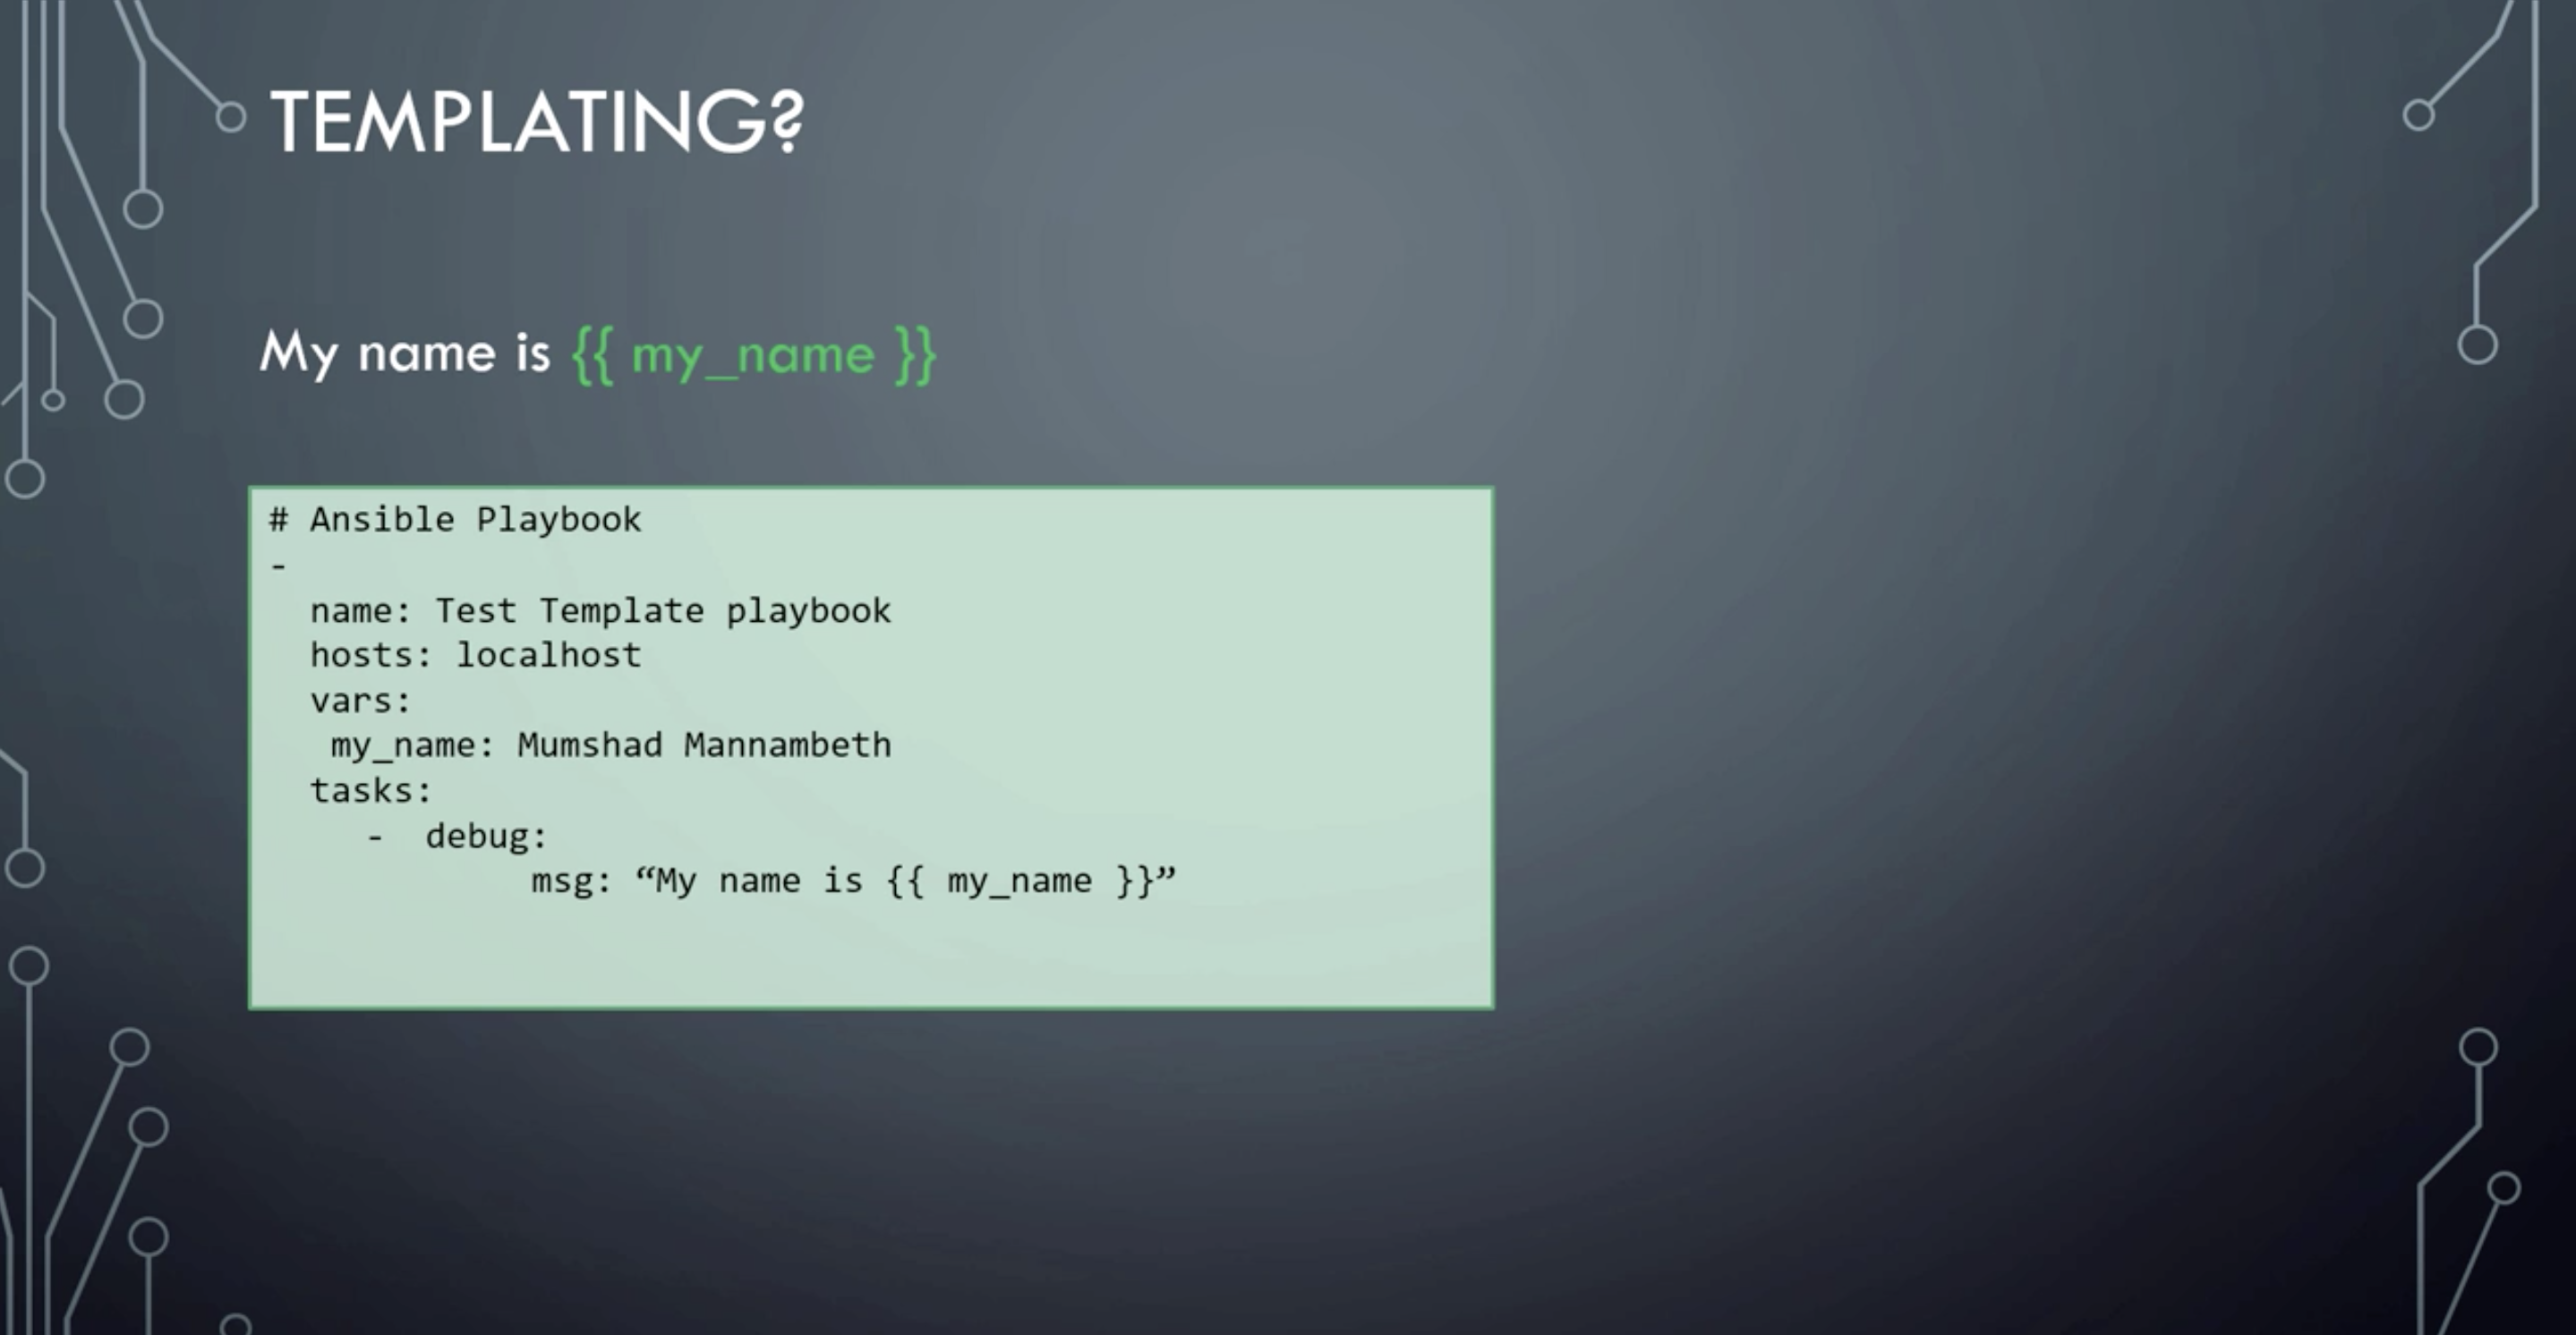 TEMPLATING?
My name is {{ my_name }}
# Ansible Playbook
-
  name: Test Template playbook
  hosts: localhost
  vars:
   my_name: Mumshad Mannambeth
  tasks:
     -  debug:
             msg: “My name is {{ my_name }}”